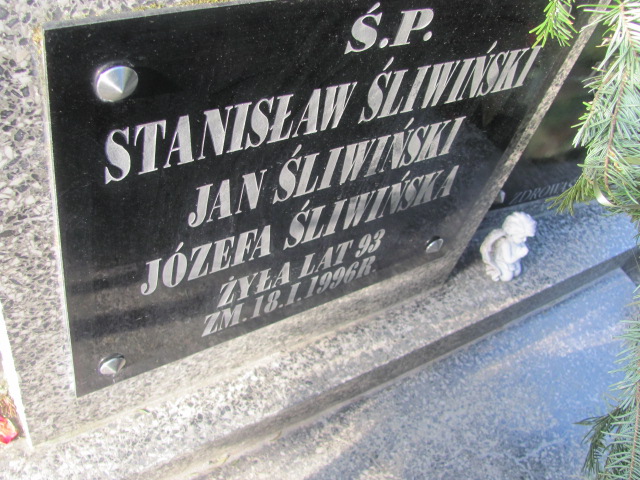 Ś.P.
STANISŁAW ŚLIWIŃSKI
JAN ŚLIWIŃSKI
JÓZEFA ŚLIWIŃSKA
ŻYŁA LAT 93
ZM. 18.I.1996R.